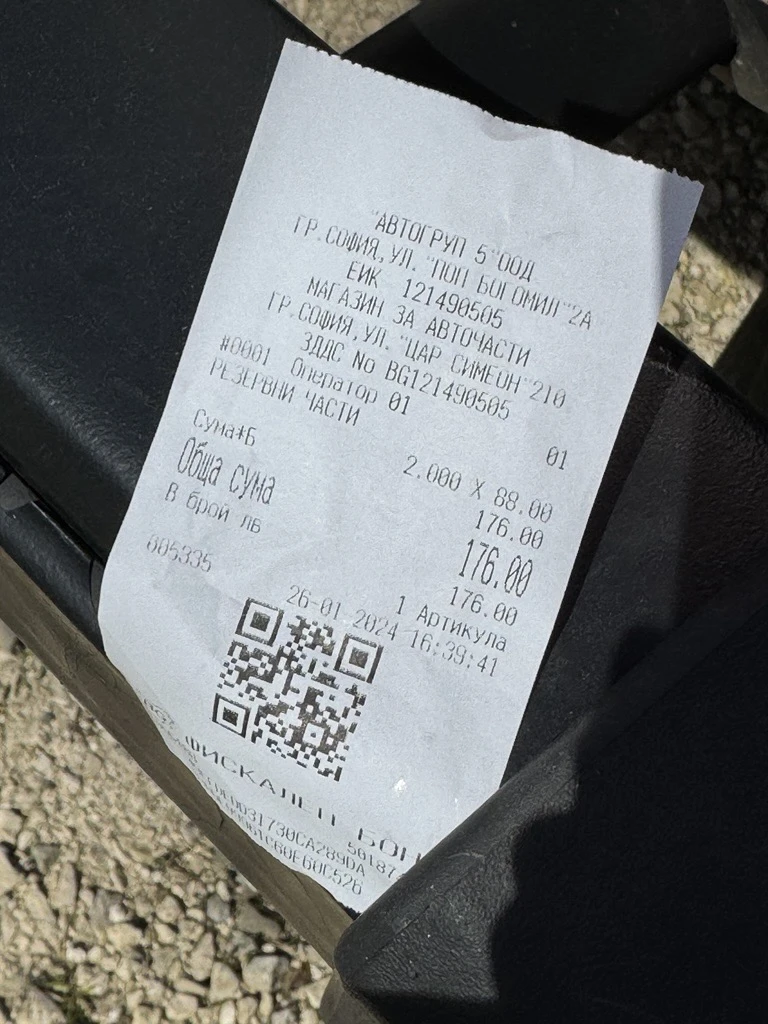 "АВТОГРУП 5"ООД
ГР.СОФИЯ,УЛ. "ПОП БОГОМИЛ"2А
ЕИК 121490505
МАГАЗИН ЗА АВТОЧАСТИ
ГР.СОФИЯ,УЛ. "ЦАР СИМЕОН"210
ЗДДС No BG121490505
#0001 Оператор 01 01
РЕЗЕРВНИ ЧАСТИ
2.000 X 88.00
Сума*Б 176.00
Обща сума 176.00
В брой лв 176.00
1 Артикула
005335 26-01-2024 16:39:41
ФИСКАЛЕН БОН